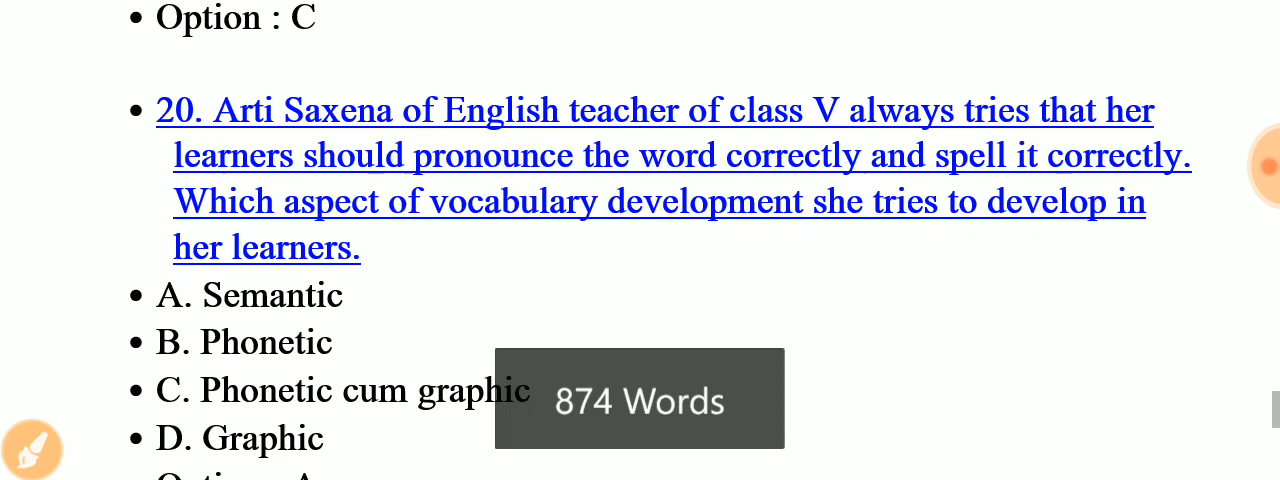 • Option : C
• 20. Arti Saxena of English teacher of class V always tries that her
learners should pronounce the word correctly and spell it correctly.
Which aspect of vocabulary development she tries to develop in
her learners.
• A. Semantic
• B. Phonetic
• C. Phonetic cum graphic
874 Words
• D. Graphic